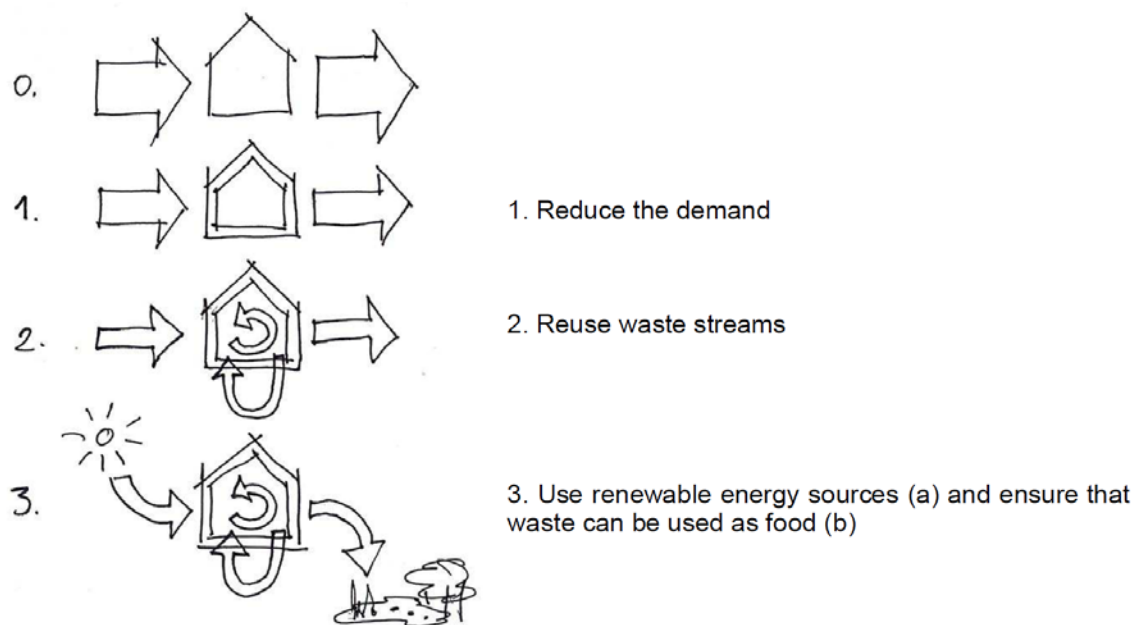 0.
1.
1. Reduce the demand
2.
2. Reuse waste streams
3.
3. Use renewable energy sources (a) and ensure that
waste can be used as food (b)